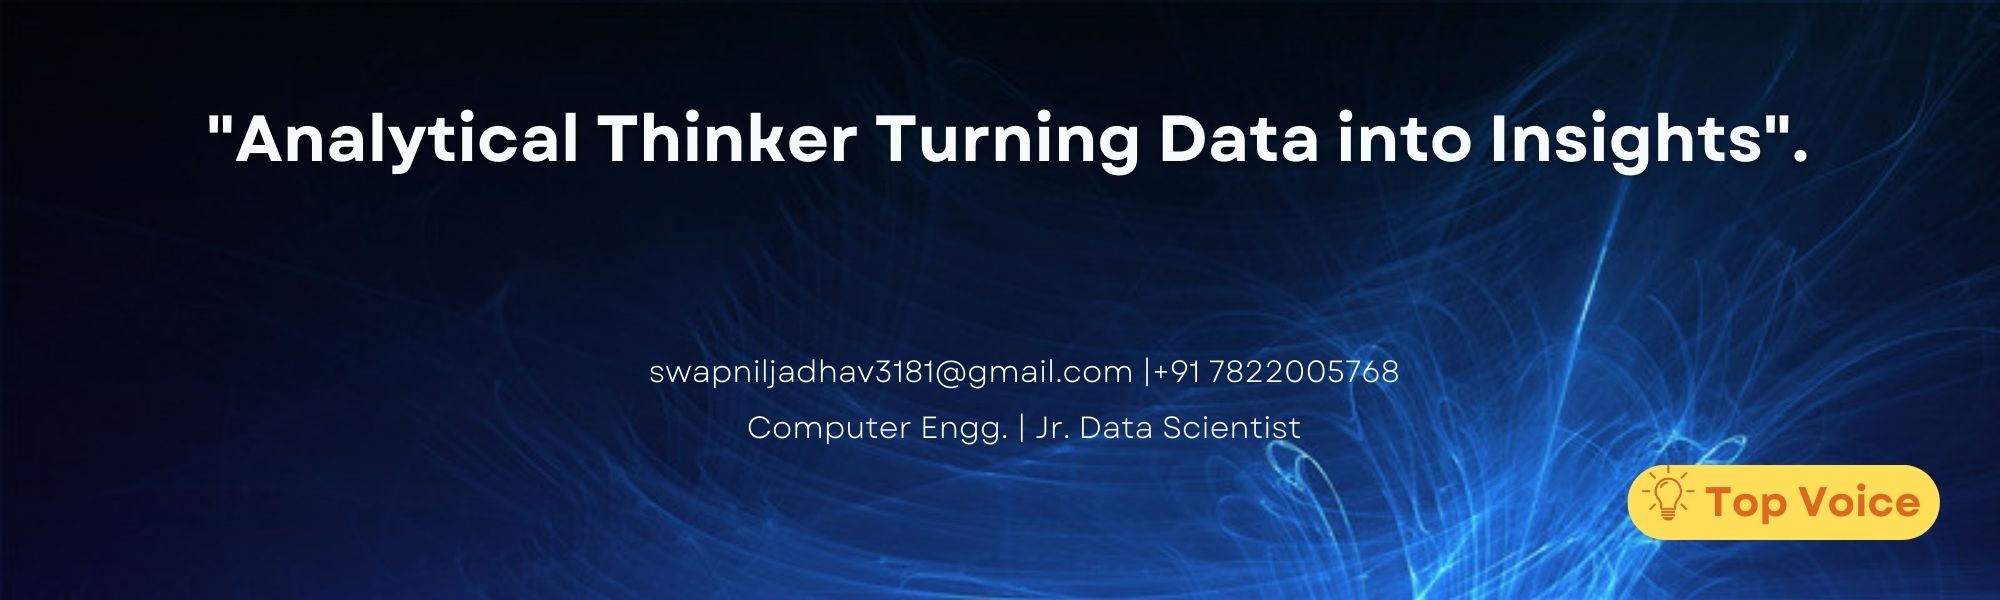 "Analytical Thinker Turning Data into Insights".
swapniljadhav3181@gmail.com |+91 7822005768
Computer Engg. | Jr. Data Scientist
Top Voice